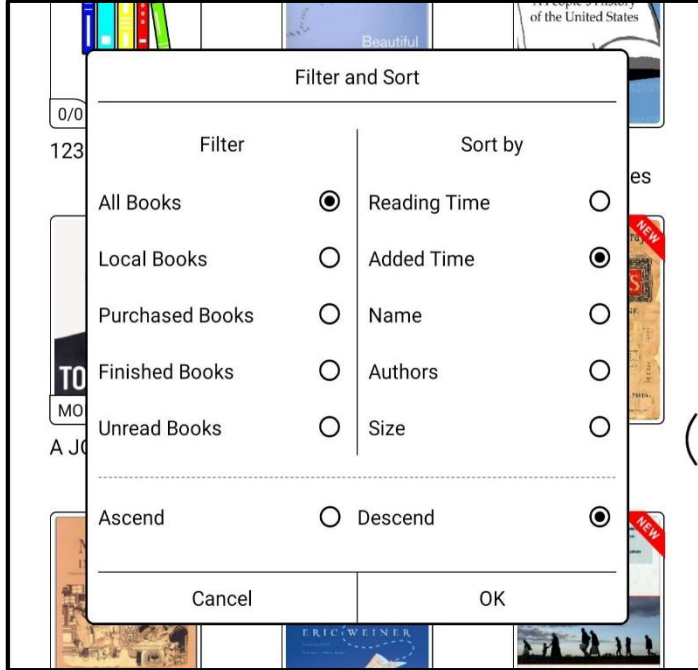 Beautiful
of the United States
0/0
123
es
Filter and Sort
Filter
Sort by
All Books
Reading Time
Local Books
Added Time
Purchased Books
Name
Finished Books
Authors
Unread Books
Size
Ascend
Descend
Cancel
OK
NEW
TO
MO
A JO
NEW
ERIC WEINER